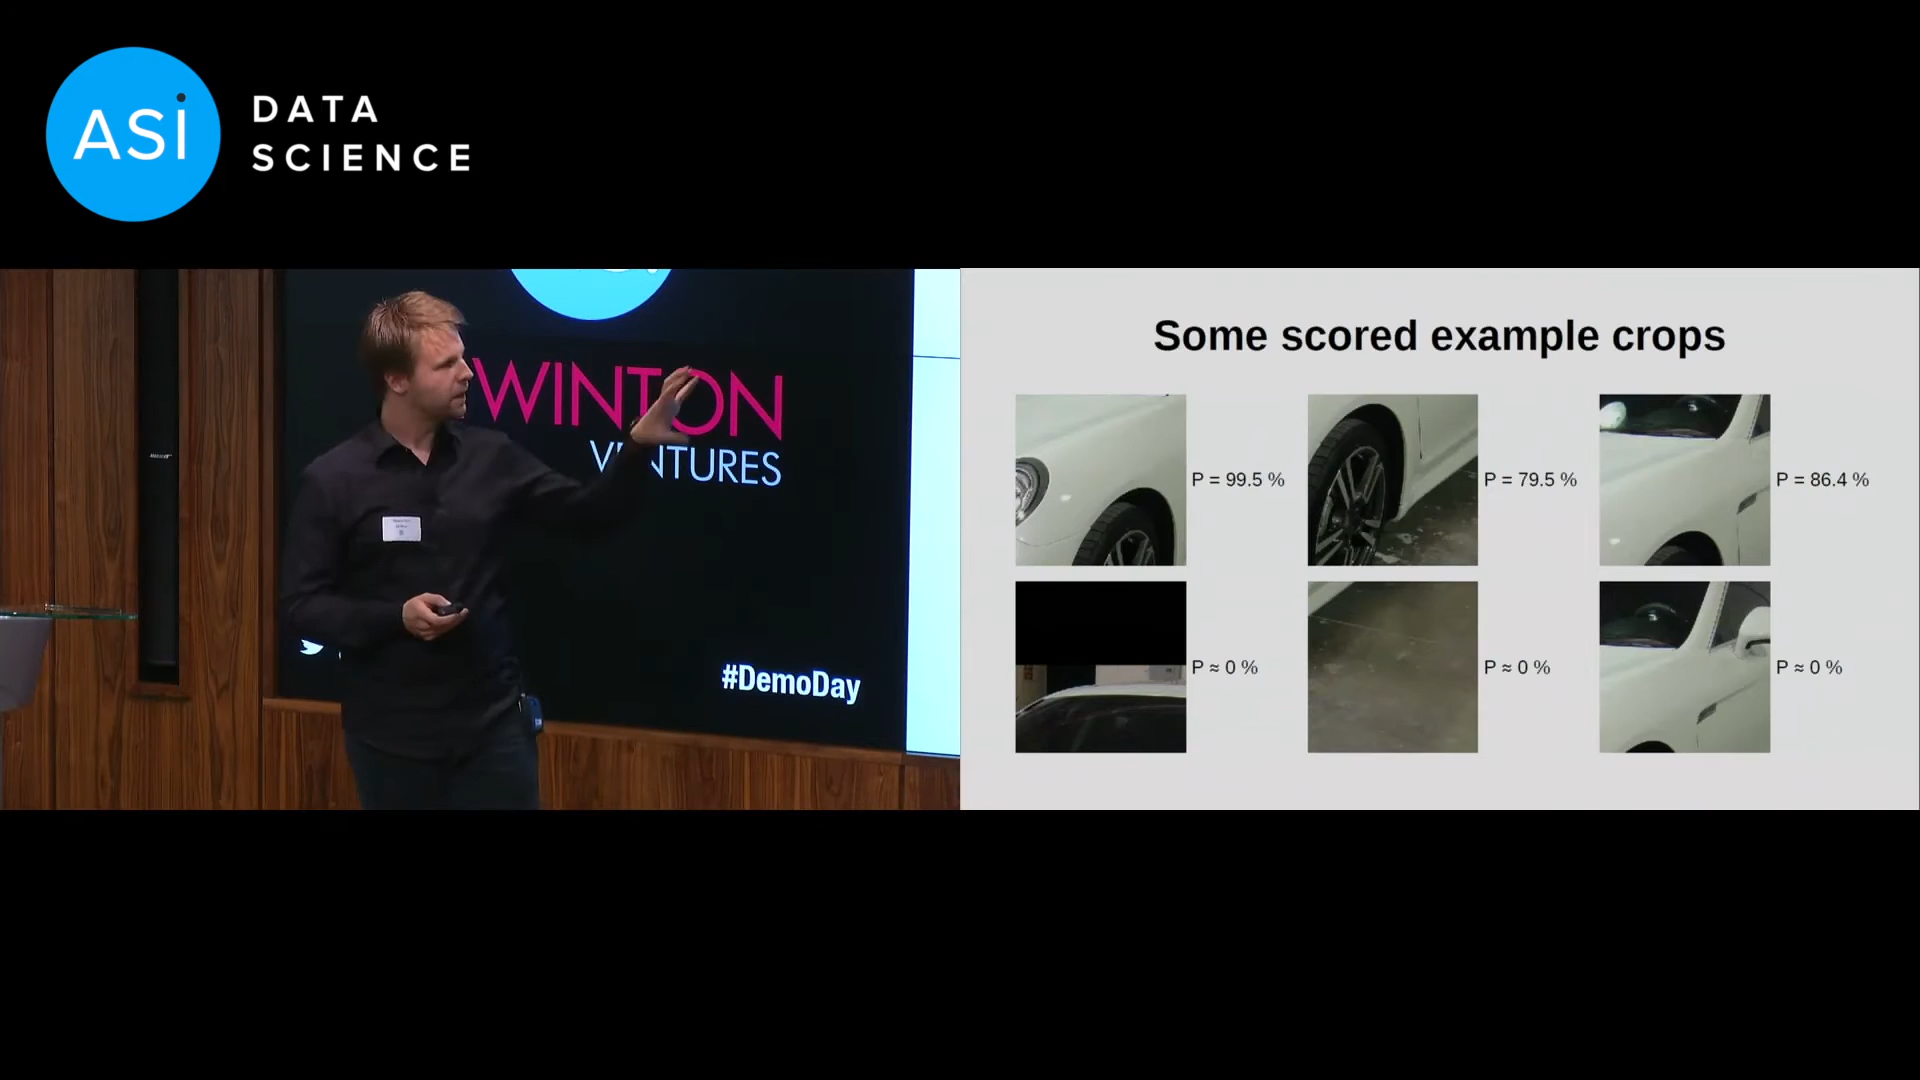 ASI
DATA
SCIENCE
WINTON
VENTURES
#DemoDay
Some scored example crops
P = 99.5 %
P = 79.5 %
P = 86.4 %
P ≈ 0 %
P ≈ 0 %
P ≈ 0 %